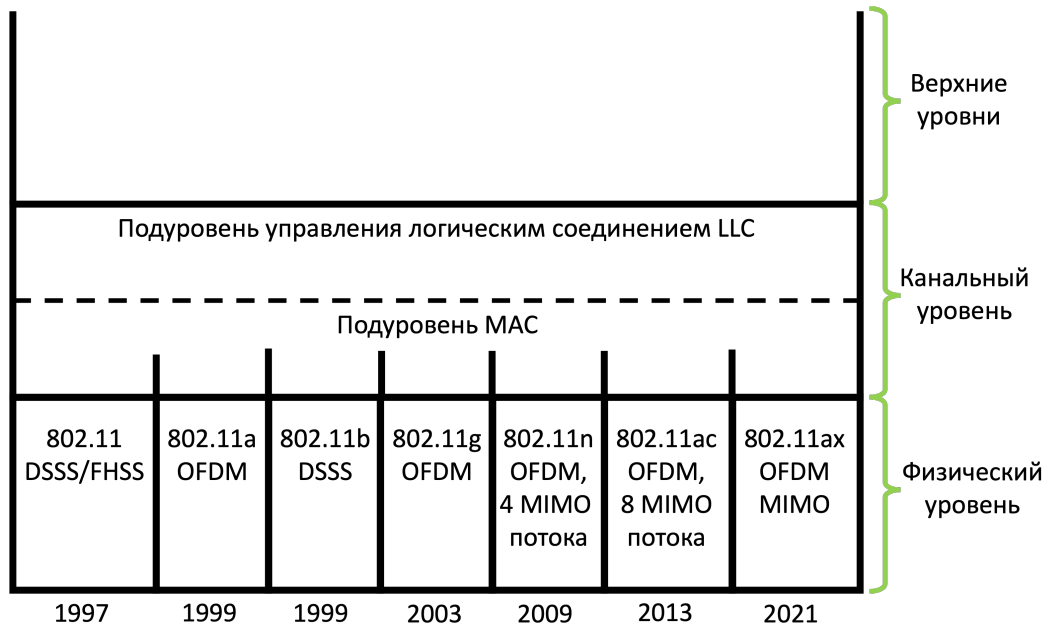 Верхние
уровни
Подуровень управления логическим соединением LLC
Канальный
уровень
Подуровень MAC
802.11
DSSS/FHSS
802.11a
OFDM
802.11b
DSSS
802.11g
OFDM
802.11n
OFDM,
4 MIMO
потока
802.11ac
OFDM,
8 MIMO
потока
802.11ax
OFDM
MIMO
Физический
уровень
1997
1999
1999
2003
2009
2013
2021